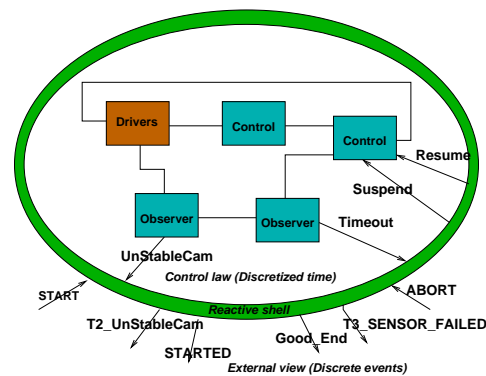 Drivers
Control
Control
Resume
Suspend
Observer
Observer
Timeout
UnStableCam
Control law (Discretized time)
START
ABORT
Reactive shell
T2_UnStableCam
T3_SENSOR_FAILED
Good_End
STARTED
External view (Discrete events)